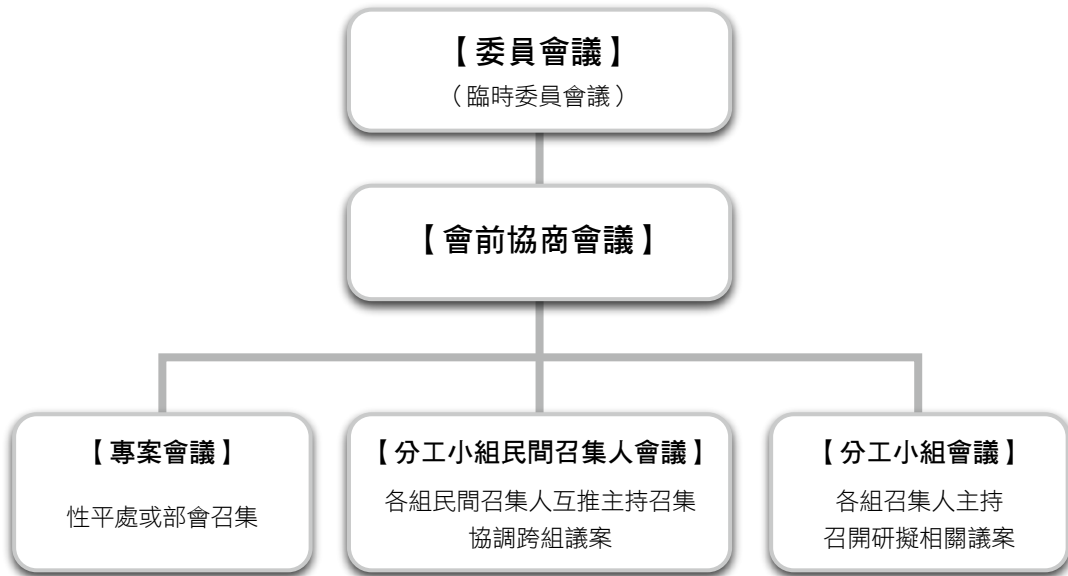 【委員會議】
（臨時委員會議）
【會前協商會議】
【專案會議】
性平處或部會召集
【分工小組民間召集人會議】
各組民間召集人互推主持召集
協調跨組議案
【分工小組會議】
各組召集人主持
召開研擬相關議案